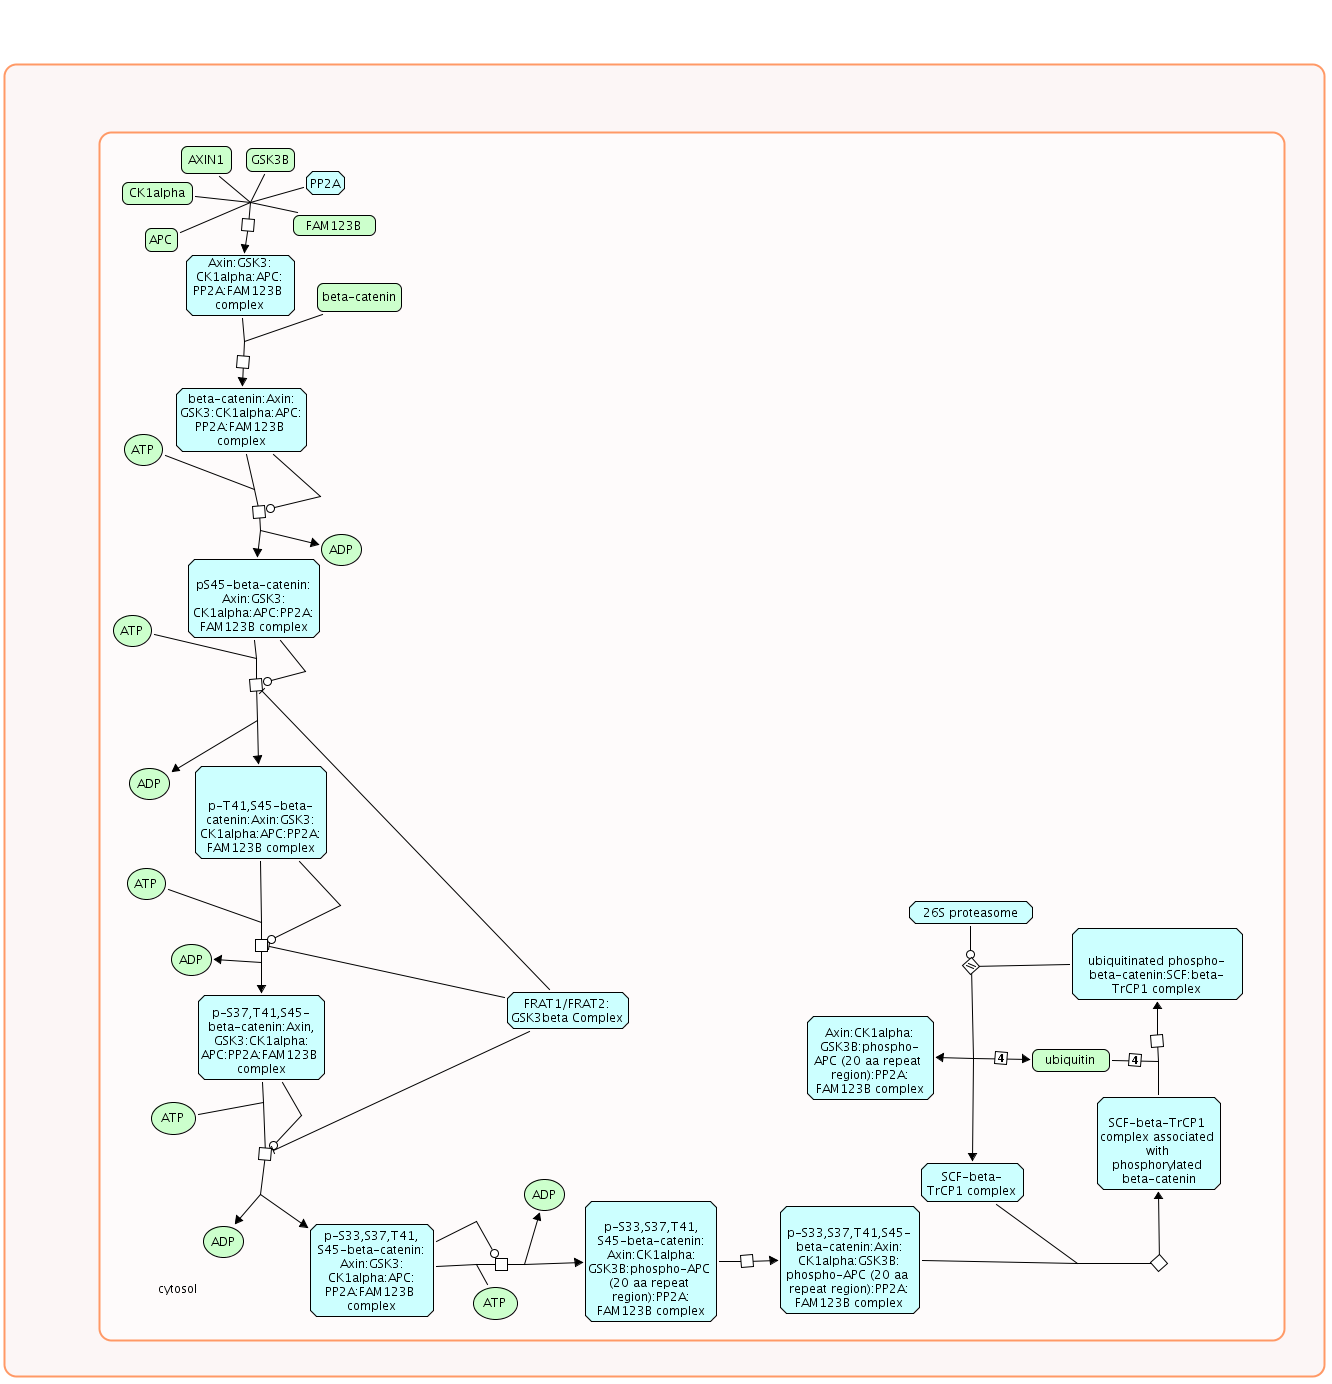 AXIN1
GSK3B
PP2A
CK1alpha
FAM123B
APC
Axin:GSK3:
CK1alpha:APC:
PP2A:FAM123B
complex
beta-catenin
beta-catenin:Axin:
GSK3:CK1alpha:APC:
PP2A:FAM123B
complex
ATP
ADP
pS45-beta-catenin:
Axin:GSK3:
CK1alpha:APC:PP2A:
FAM123B complex
ATP
ADP
p-T41,S45-beta-
catenin:Axin:GSK3:
CK1alpha:APC:PP2A:
FAM123B complex
ATP
ADP
p-S37,T41,S45-
beta-catenin:Axin,
GSK3:CK1alpha:
APC:PP2A:FAM123B
complex
FRAT1/FRAT2:
GSK3beta Complex
ATP
ADP
p-S33,S37,T41,
S45-beta-catenin:
Axin:GSK3:
CK1alpha:APC:
PP2A:FAM123B
complex
ADP
ATP
p-S33,S37,T41,
S45-beta-catenin:
Axin:CK1alpha:
GSK3B:phospho-APC
(20 aa repeat
region):PP2A:
FAM123B complex
p-S33,S37,T41,S45-
beta-catenin:Axin:
CK1alpha:GSK3B:
phospho-APC (20 aa
repeat region):PP2A:
FAM123B complex
26S proteasome
ubiquitinated phospho-
beta-catenin:SCF:beta-
TrCP1 complex
Axin:CK1alpha:
GSK3B:phospho-
APC (20 aa repeat
region):PP2A:
FAM123B complex
4
ubiquitin
4
SCF-beta-TrCP1
complex associated
with
phosphorylated
beta-catenin
SCF-beta-
TrCP1 complex
cytosol